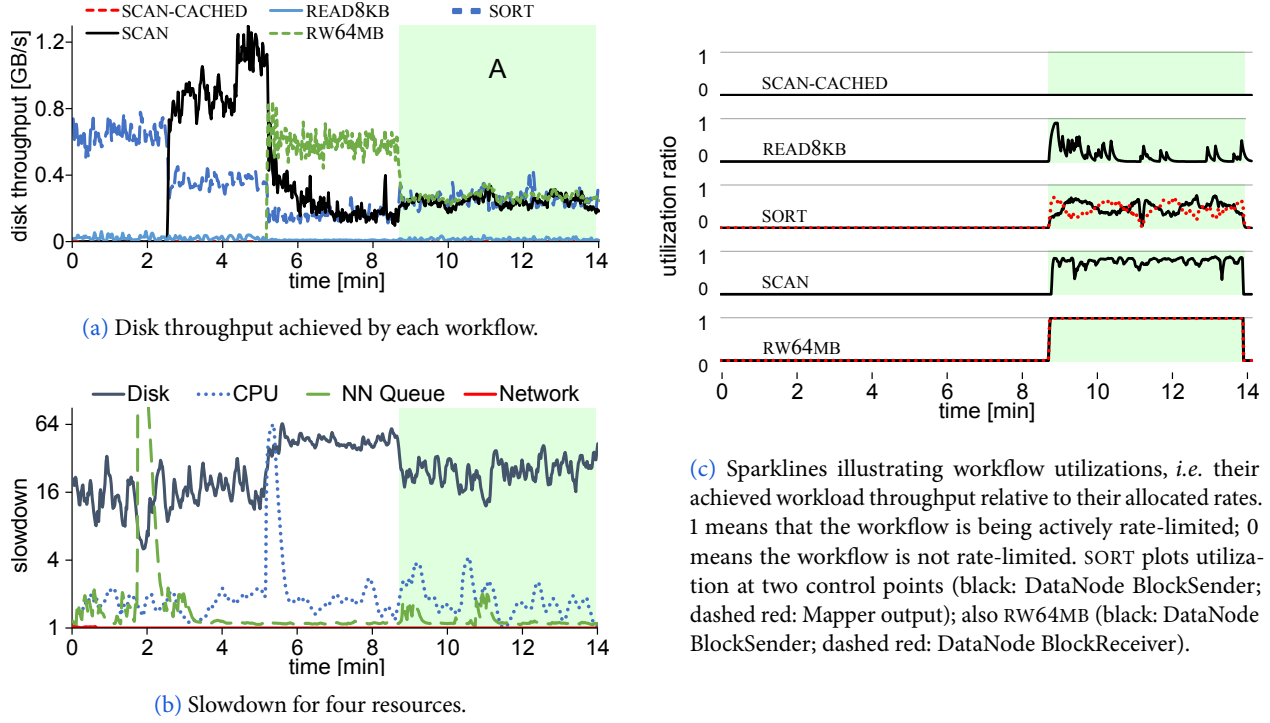 SCAN-CACHED READ8KB SORT
SCAN RW64MB
disk throughput [GB/s]
1.2
0.8
0.4
0
A
0 2 4 6 8 10 12 14
time [min]
(a) Disk throughput achieved by each workflow.
Disk CPU NN Queue Network
slowdown
64
16
4
1
0 2 4 6 8 10 12 14
time [min]
(b) Slowdown for four resources.
utilization ratio
1
0
SCAN-CACHED
1
0
READ8KB
1
0
SORT
1
0
SCAN
1
0
RW64MB
0 2 4 6 8 10 12 14
time [min]
(c) Sparklines illustrating workflow utilizations, i.e. their
achieved workload throughput relative to their allocated rates.
1 means that the workflow is being actively rate-limited; 0
means the workflow is not rate-limited. SORT plots utiliza-
tion at two control points (black: DataNode BlockSender;
dashed red: Mapper output); also RW64MB (black: DataNode
BlockSender; dashed red: DataNode BlockReceiver).